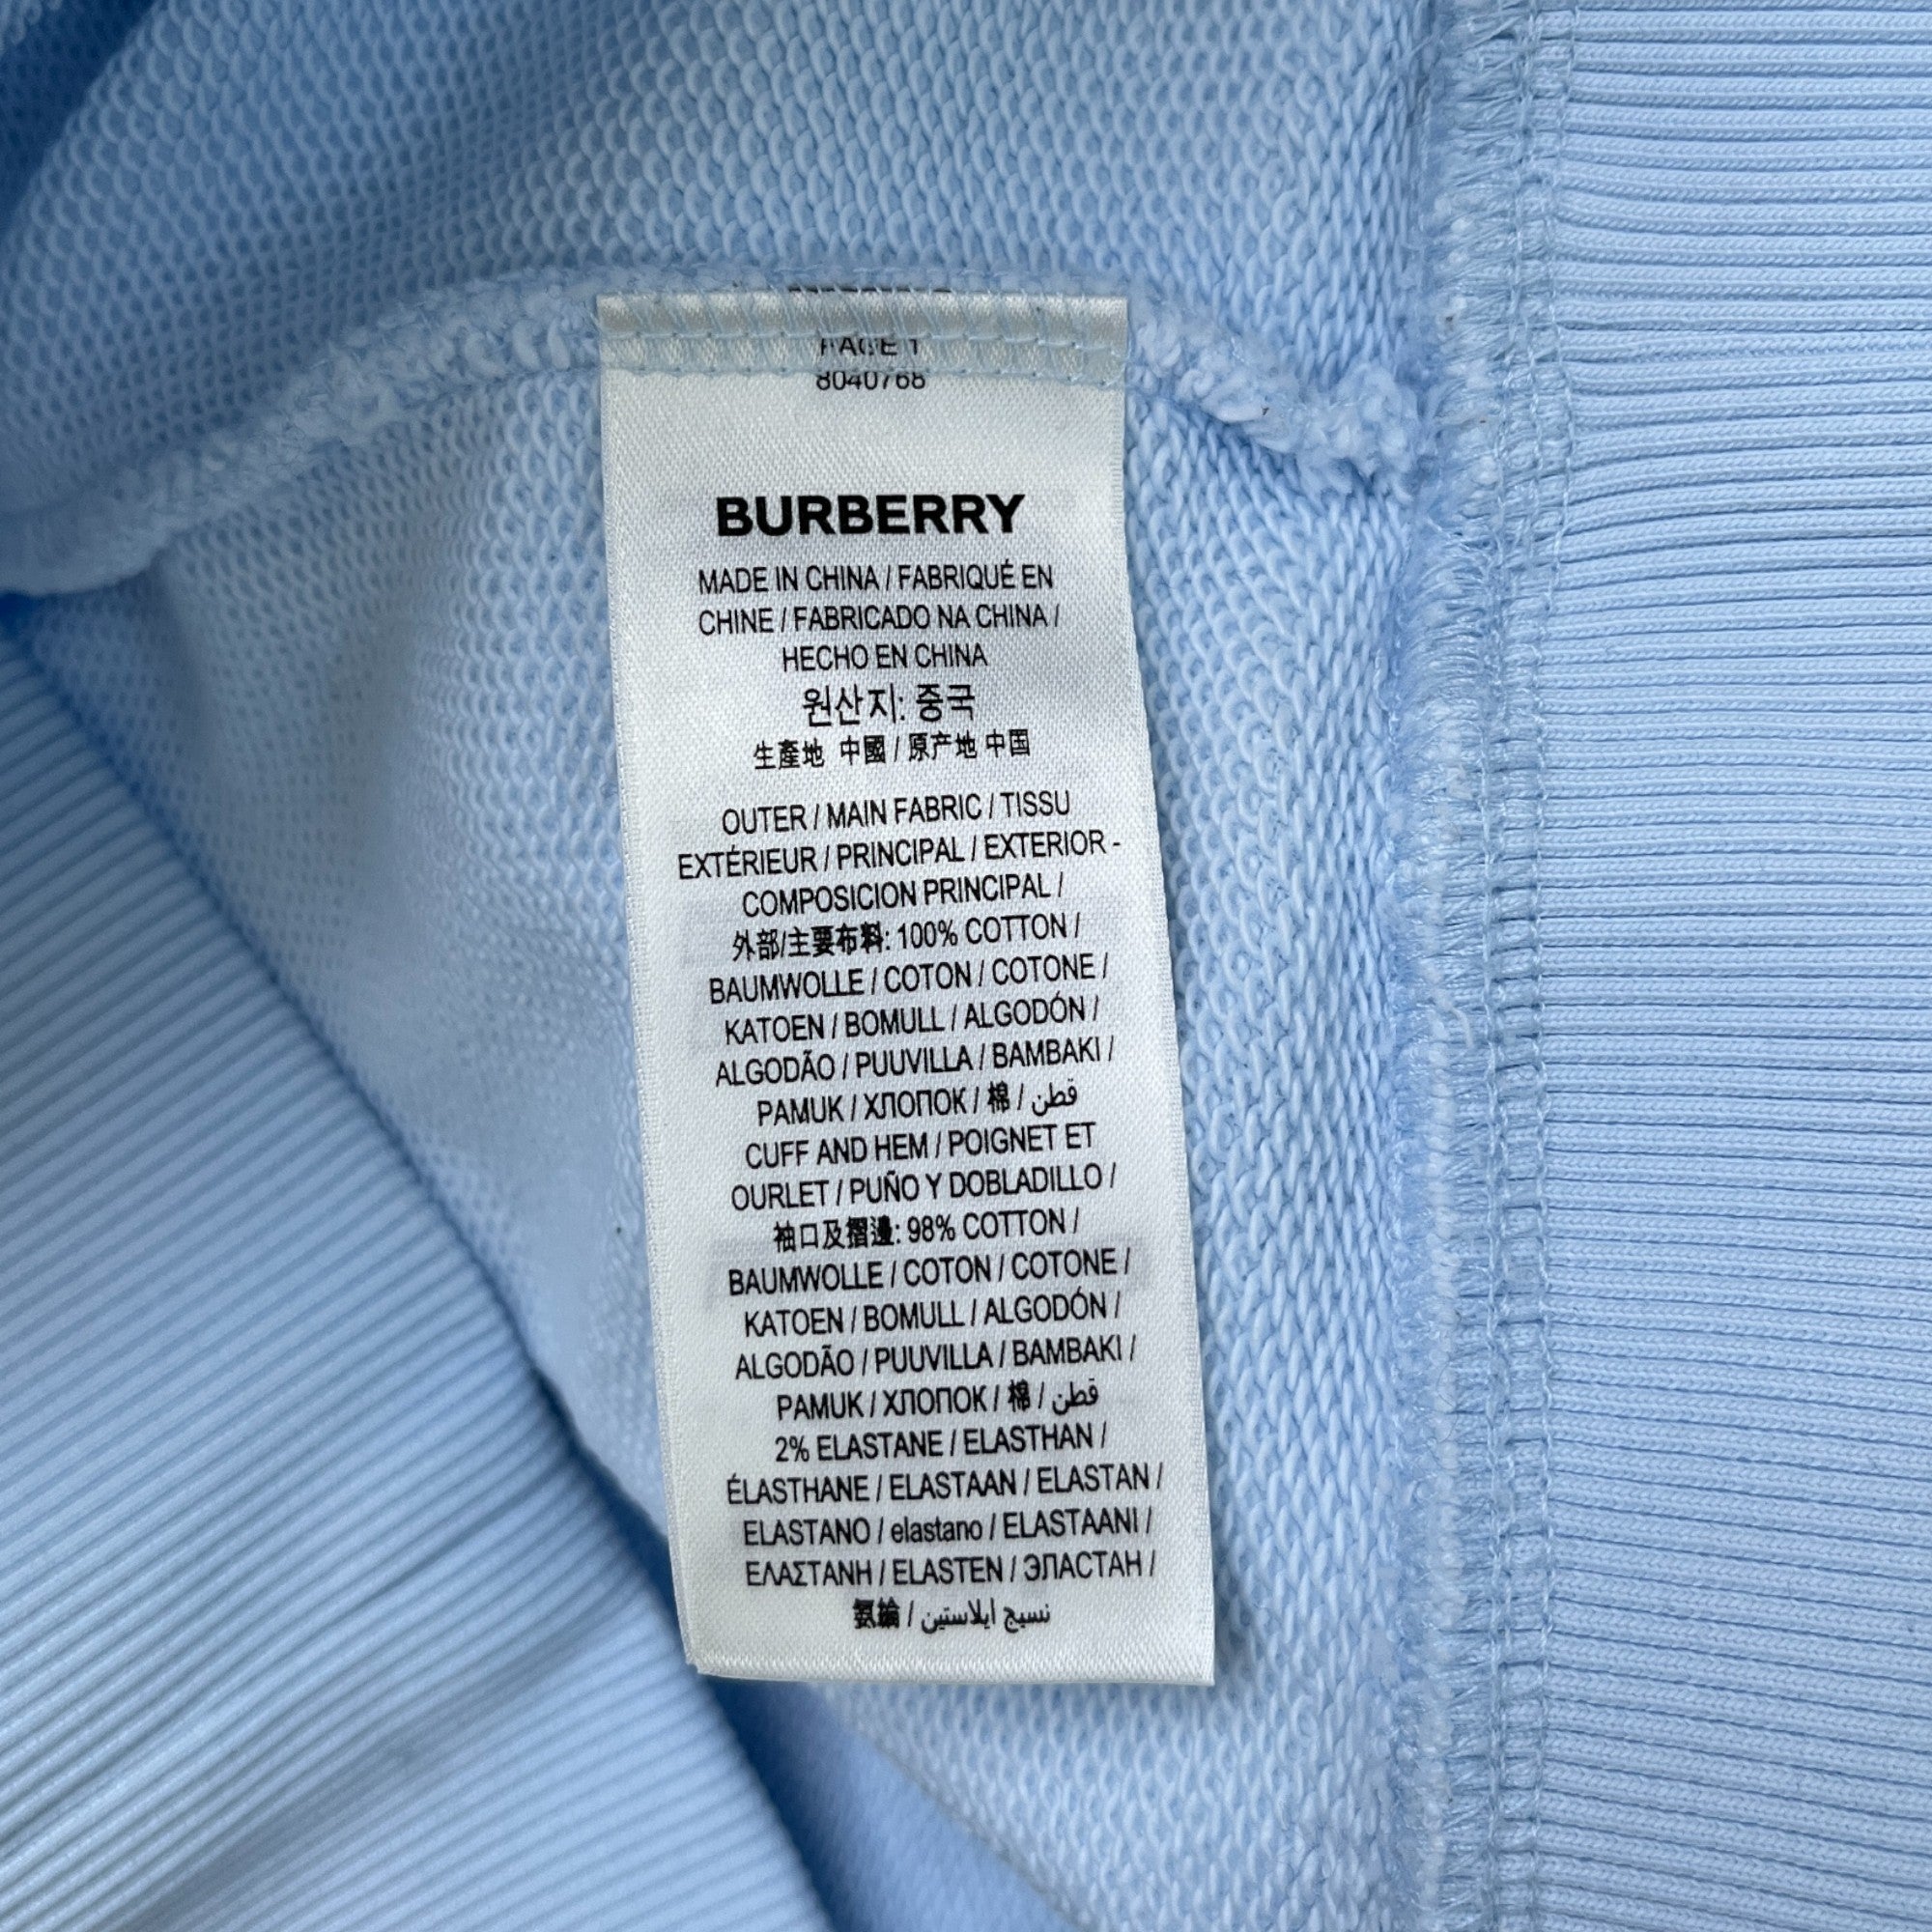 PAGE 1
8040768
BURBERRY
MADE IN CHINA / FABRIQUÉ EN
CHINE / FABRICADO NA CHINA /
HECHO EN CHINA
원산지: 중국
生產地 中國 / 原产地 中国
OUTER / MAIN FABRIC / TISSU
EXTÉRIEUR / PRINCIPAL / EXTERIOR -
COMPOSICION PRINCIPAL /
外部/主要布料: 100% COTTON /
BAUMWOLLE / COTON / COTONE /
KATOEN / BOMULL / ALGODÓN /
ALGODÃO / PUUVILLA / BAMBAKI /
PAMUK / ХЛОПОК / 棉 / قطن
CUFF AND HEM / POIGNET ET
OURLET / PUÑO Y DOBLADILLO /
袖口及摺邊: 98% COTTON /
BAUMWOLLE / COTON / COTONE /
KATOEN / BOMULL / ALGODÓN /
ALGODÃO / PUUVILLA / BAMBAKI /
PAMUK / ХЛОПОК / 棉 / قطن
2% ELASTANE / ELASTHAN /
ÉLASTHANE / ELASTAAN / ELASTAN /
ELASTANO / elastano / ELASTAANI /
ΕΛΑΣΤΑΝΗ / ELASTEN / ЭЛАСТАН /
氨綸 / نسيج ايلاستين